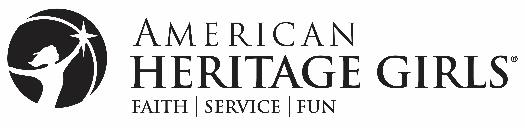 AMERICAN
HERITAGE GIRLS®
FAITH | SERVICE | FUN